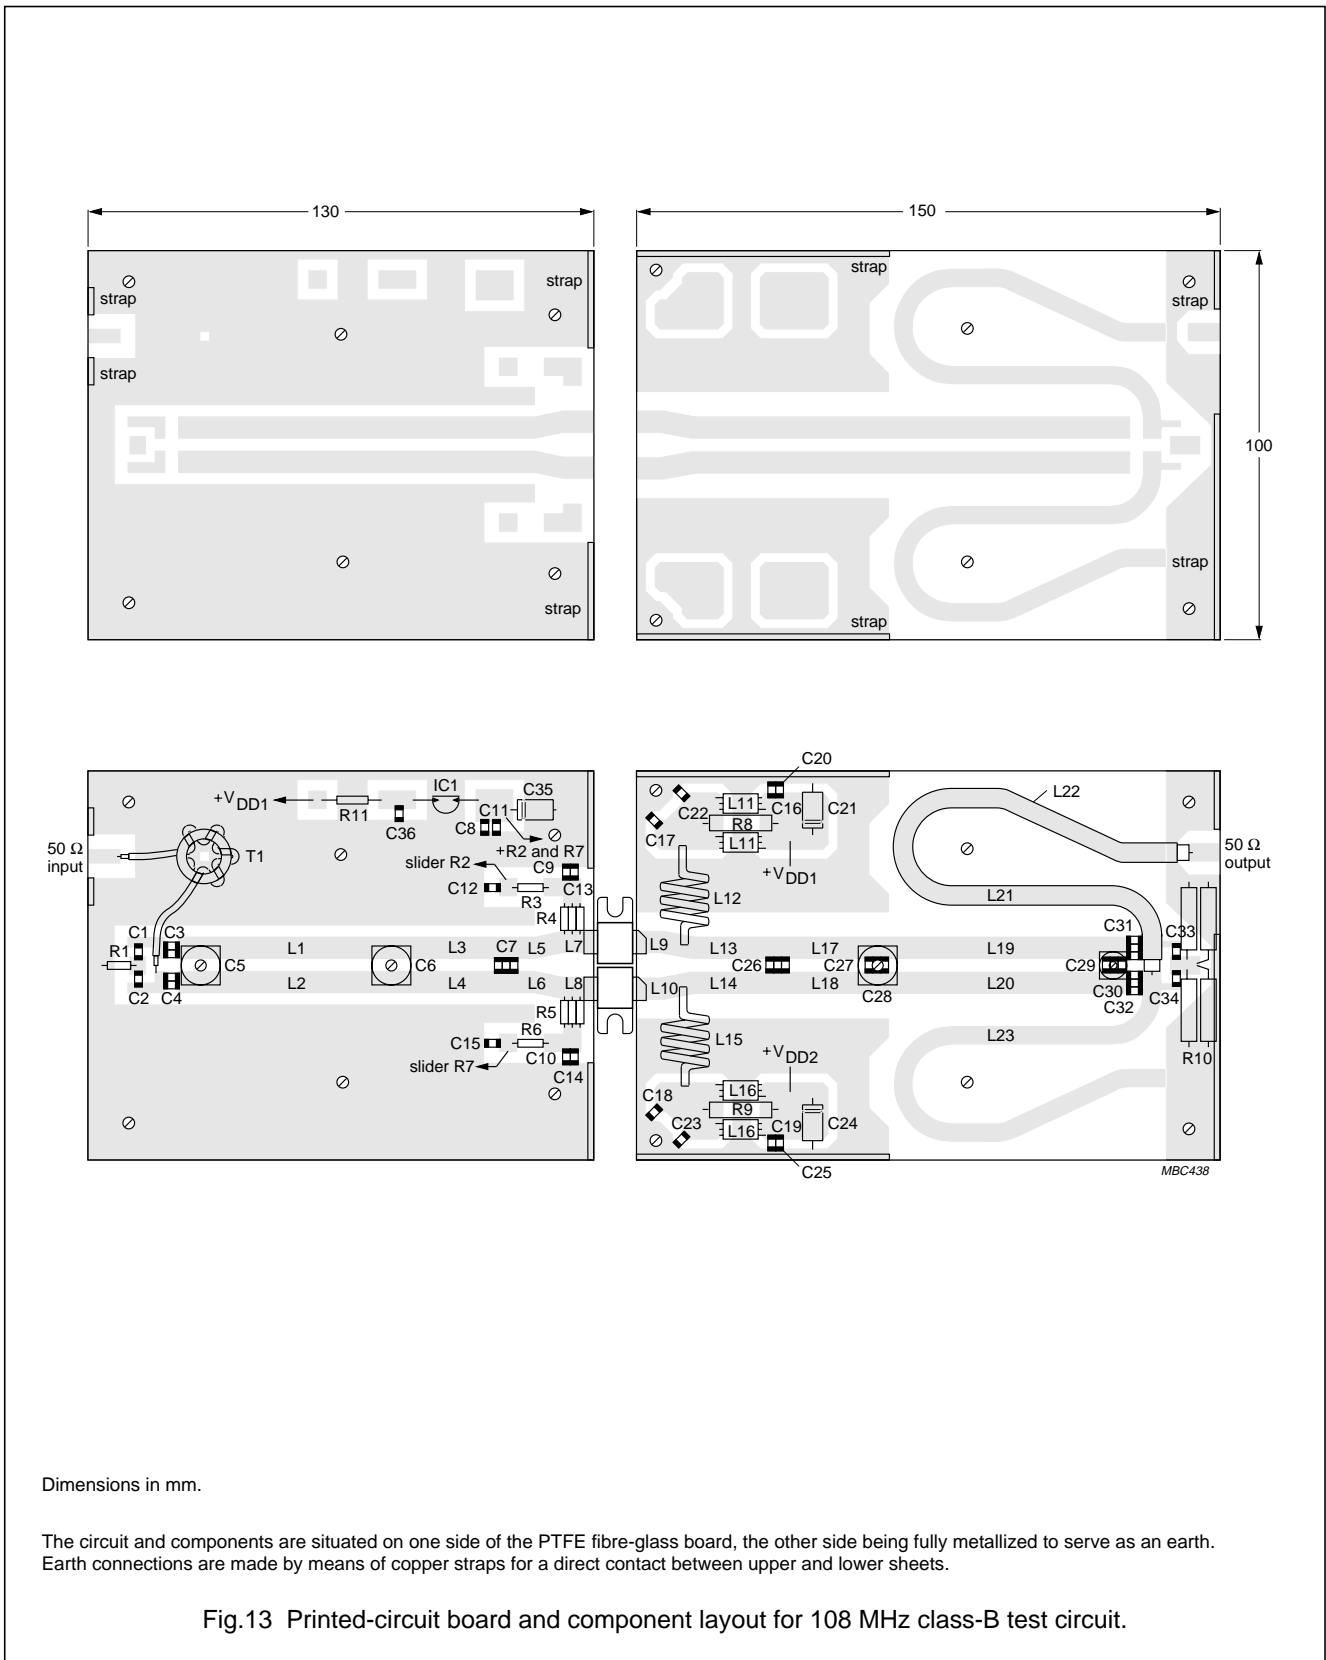 130
150
strap
strap
strap
strap
strap
strap
100
strap
strap
strap
C20
+VDD1
IC1
C35
L11
C16
C21
L22
R11
C36
C8
C11
C22
R8
50 Ω
input
T1
+R2 and R7
C17
L11
50 Ω
output
slider R2
C9
+VDD1
C12
R3
C13
L12
L21
R4
C1
C3
C31
C33
R1
L1
L3
C7
L5
L7
L9
L13
L17
L19
C5
C6
C26
C27
C29
L2
L4
L6
L8
L10
L14
L18
L20
C30
C2
C4
C28
C32
C34
R5
C15
R6
L15
+VDD2
L23
slider R7
C10
C14
R10
C18
L16
R9
C23
L16
C19
C24
C25
MBC438
Dimensions in mm.
The circuit and components are situated on one side of the PTFE fibre-glass board, the other side being fully metallized to serve as an earth.
Earth connections are made by means of copper straps for a direct contact between upper and lower sheets.
Fig.13 Printed-circuit board and component layout for 108 MHz class-B test circuit.